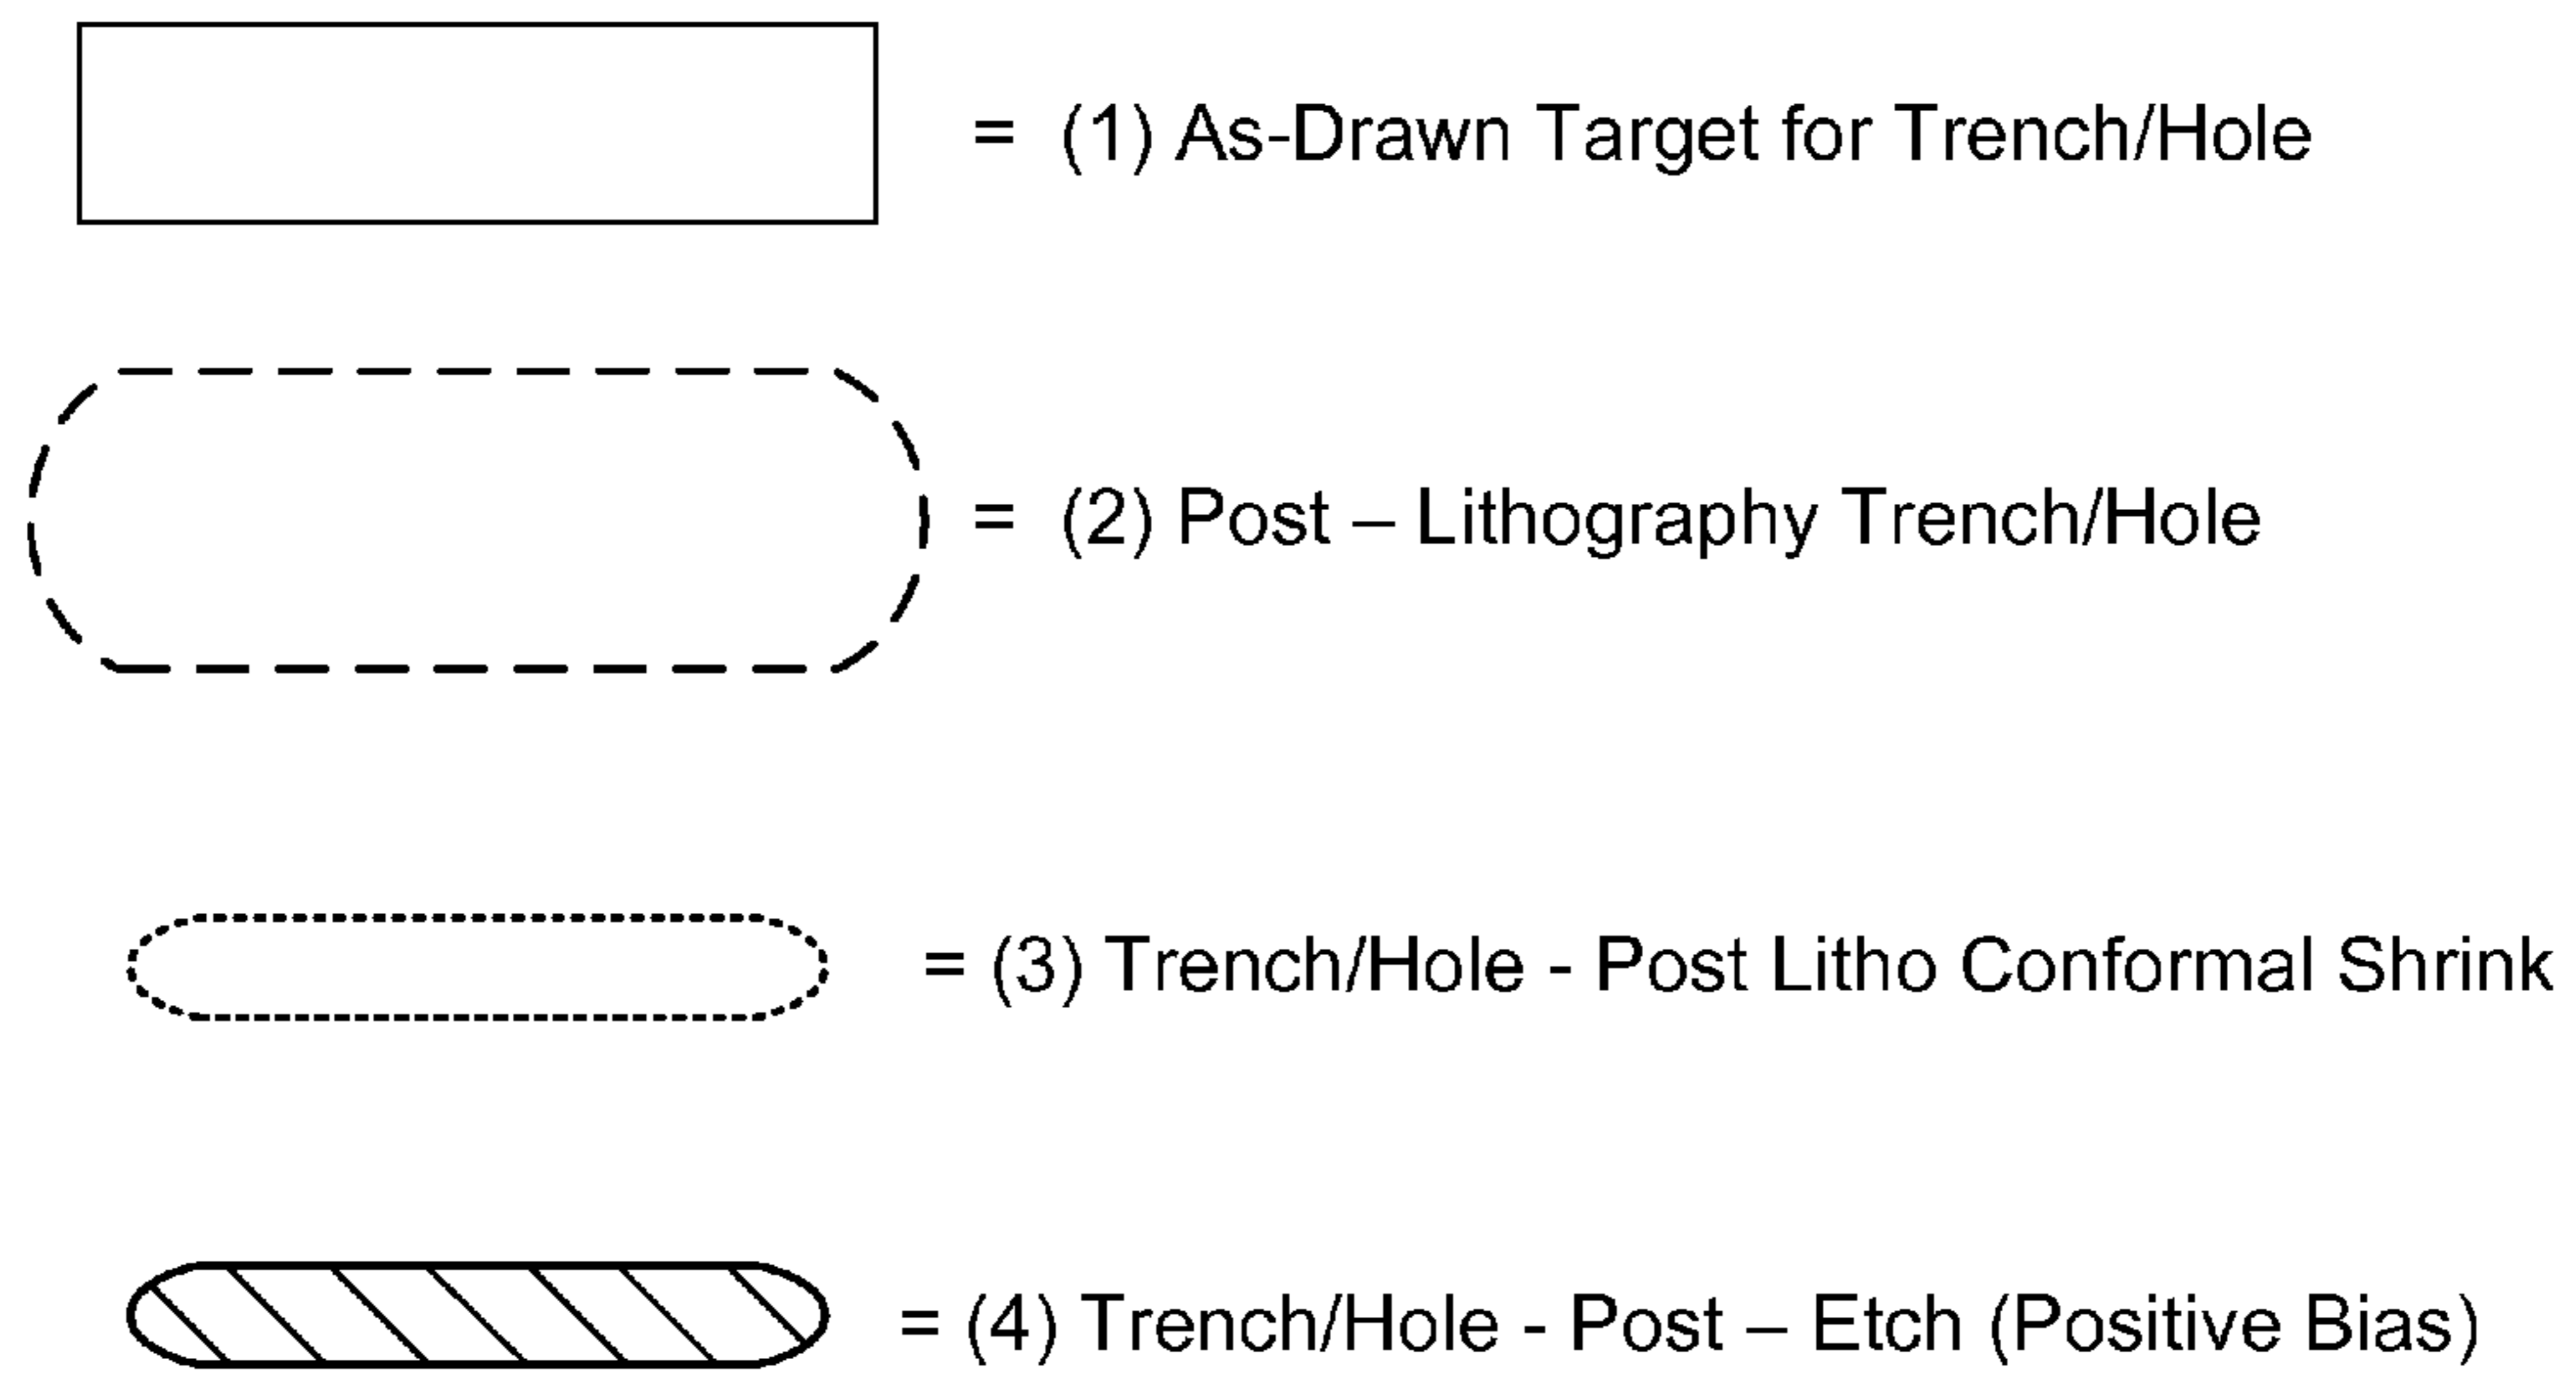 = (1) As-Drawn Target for Trench/Hole
= (2) Post – Lithography Trench/Hole
= (3) Trench/Hole - Post Litho Conformal Shrink
= (4) Trench/Hole - Post – Etch (Positive Bias)